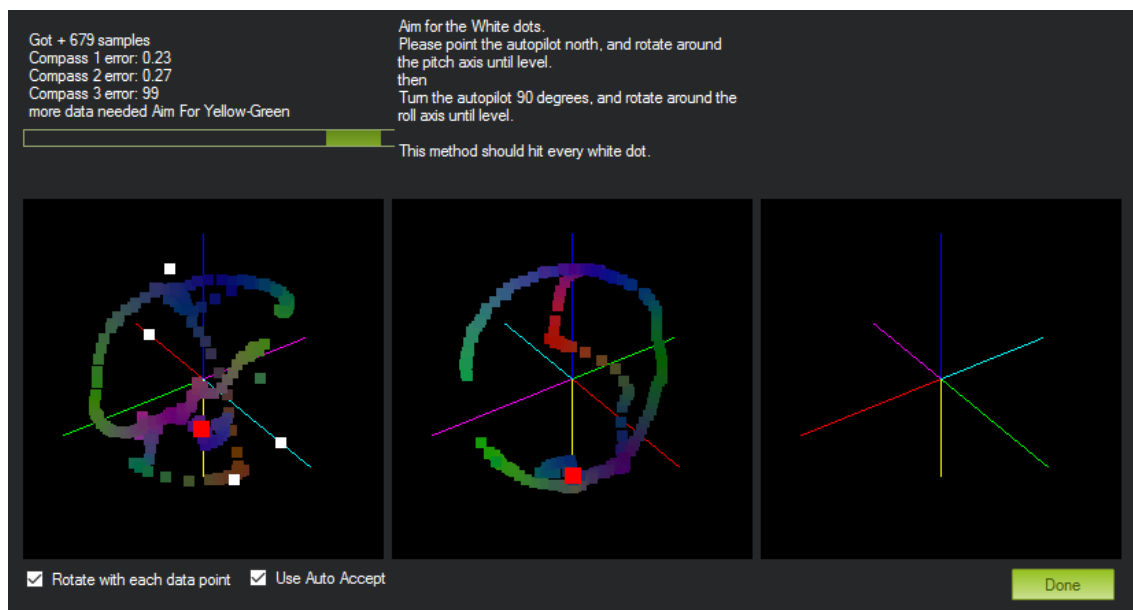 Got + 679 samples
Compass 1 error: 0.23
Compass 2 error: 0.27
Compass 3 error: 99
more data needed Aim For Yellow-Green
Aim for the White dots.
Please point the autopilot north, and rotate around
the pitch axis until level.
then
Turn the autopilot 90 degrees, and rotate around the
roll axis until level.
This method should hit every white dot.
Rotate with each data point
Use Auto Accept
Done